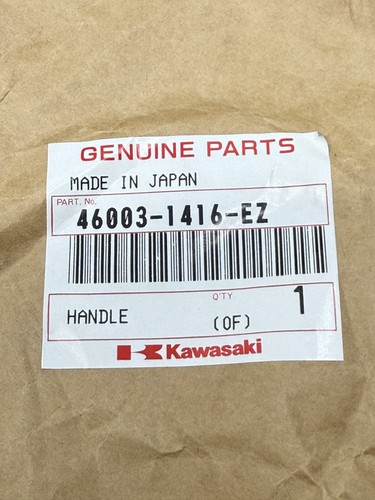 GENUINE PARTS
MADE IN JAPAN
PART. No.
46003-1416-EZ
Q'TY
1
HANDLE
(OF)
Kawasaki